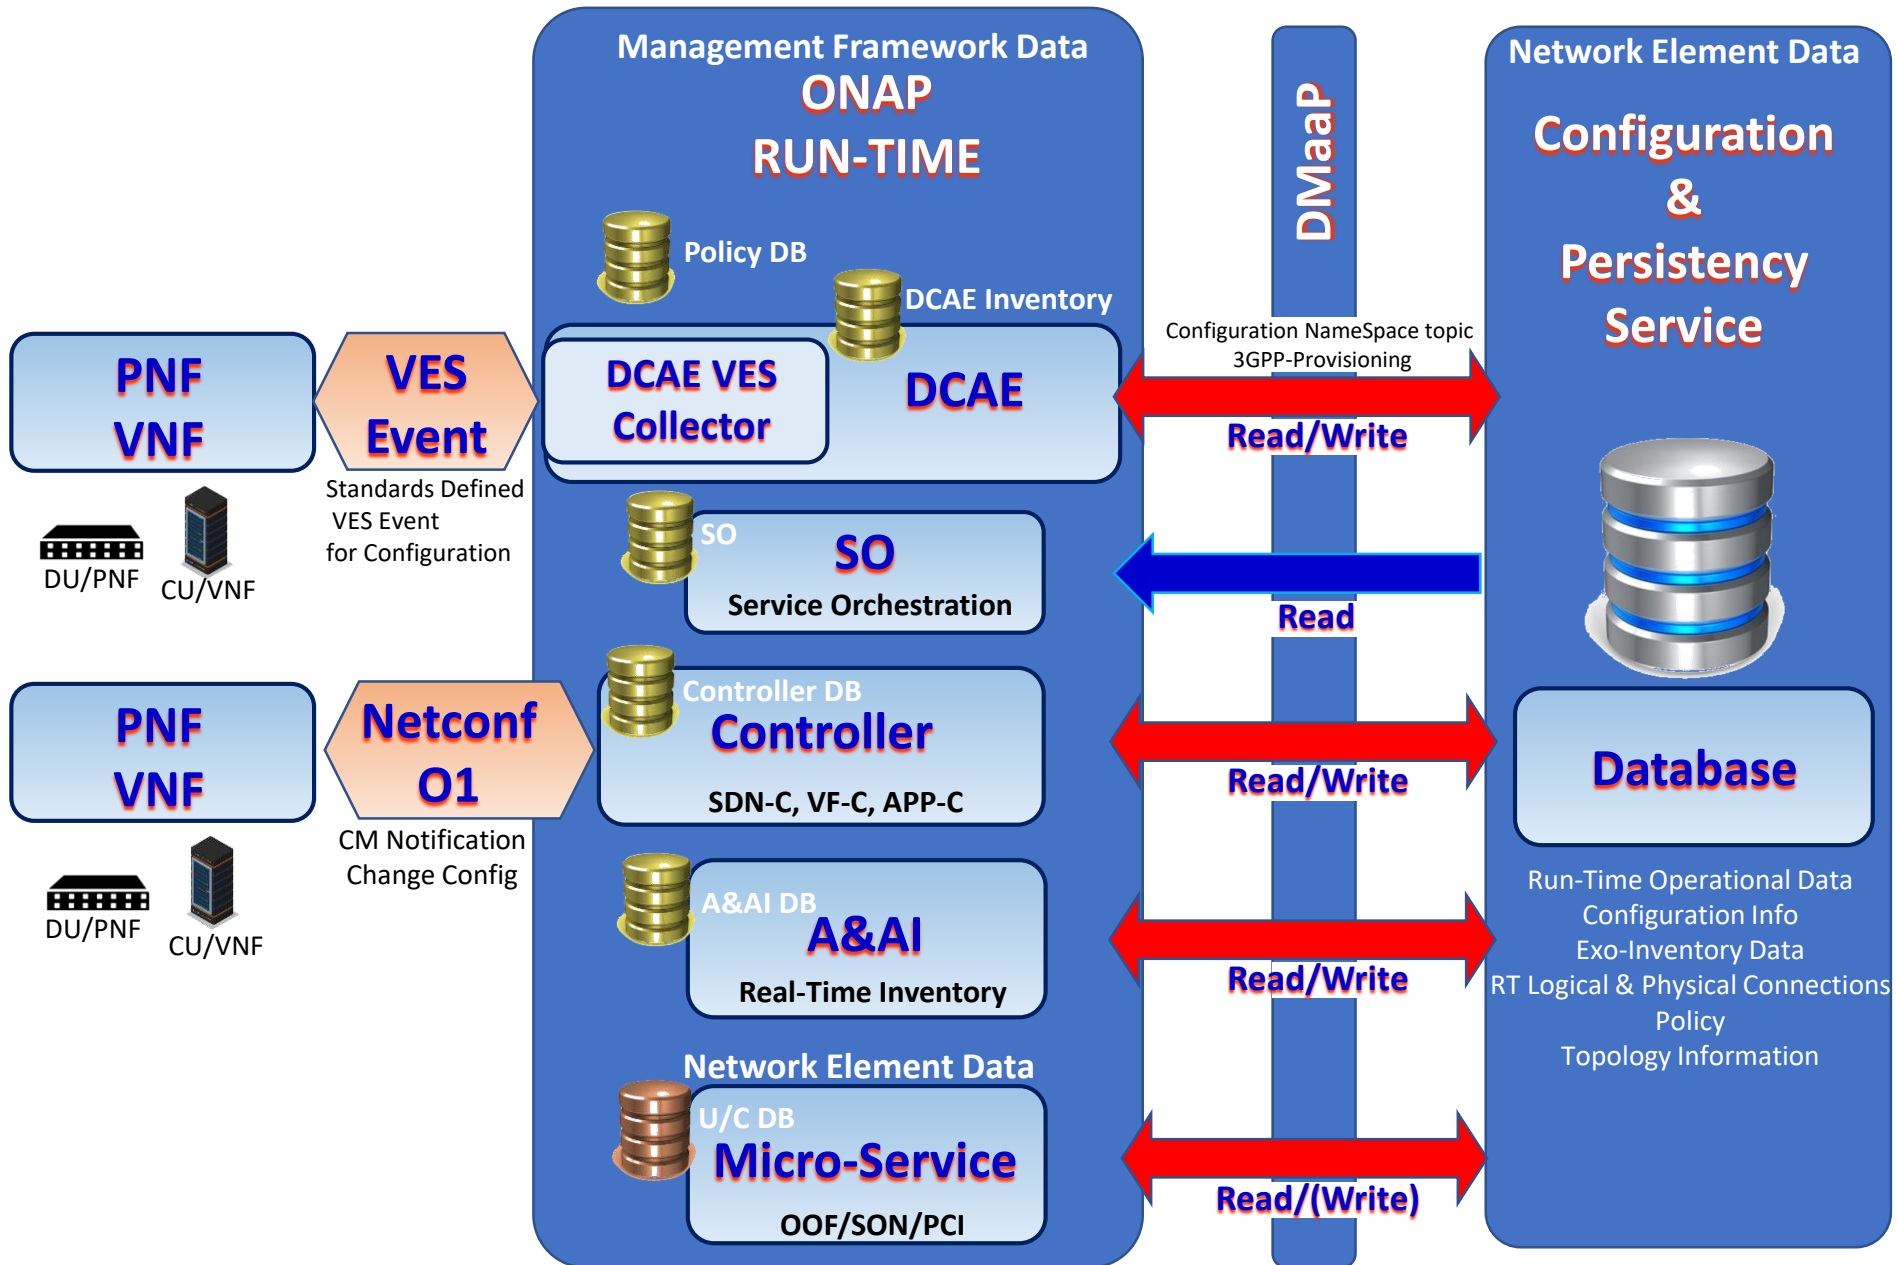 Management Framework Data
ONAP
RUN-TIME
Policy DB
DCAE Inventory
PNF
VNF
VES
Event
DCAE VES
Collector
DCAE
Standards Defined
VES Event
for Configuration
DU/PNF
CU/VNF
SO
SO
Service Orchestration
PNF
VNF
Netconf
O1
Controller DB
Controller
SDN-C, VF-C, APP-C
CM Notification
Change Config
DU/PNF
CU/VNF
A&AI DB
A&AI
Real-Time Inventory
Network Element Data
U/C DB
Micro-Service
OOF/SON/PCI
DMaaP
Configuration NameSpace topic
3GPP-Provisioning
Read/Write
Read
Read/Write
Read/Write
Read/(Write)
Network Element Data
Configuration
&
Persistency
Service
Database
Run-Time Operational Data
Configuration Info
Exo-Inventory Data
RT Logical & Physical Connections
Policy
Topology Information